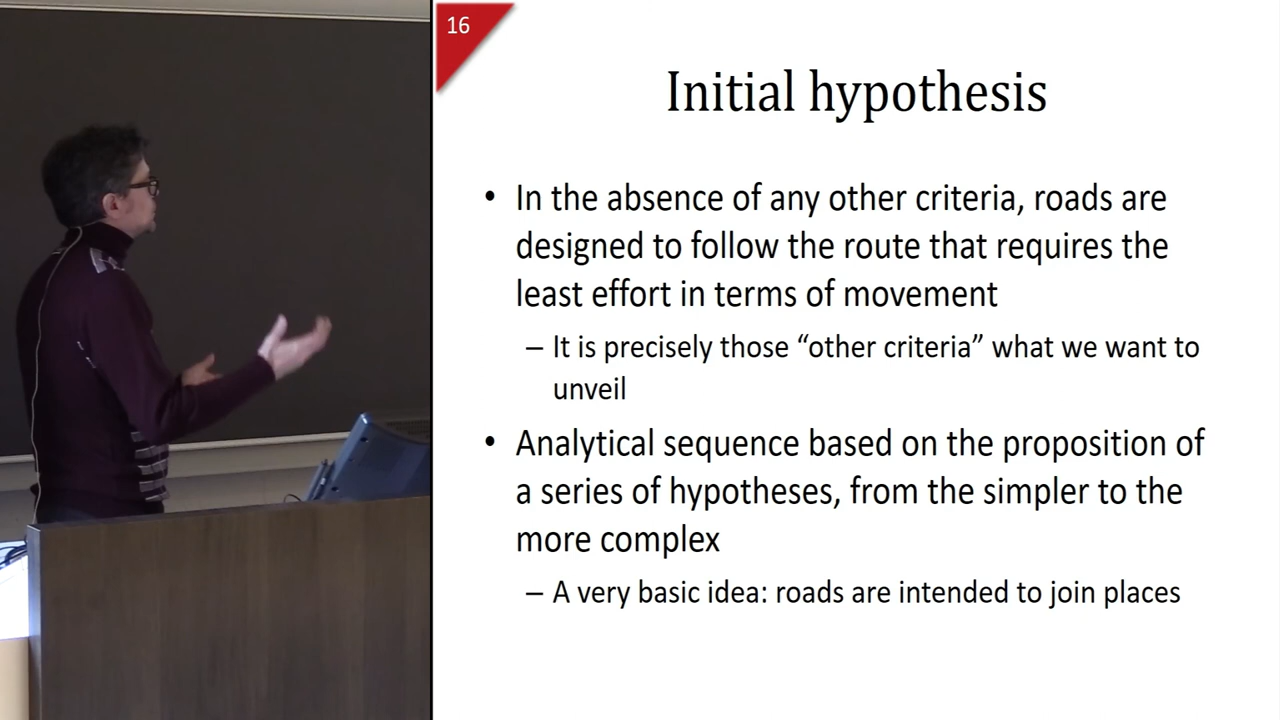 16
Initial hypothesis
• In the absence of any other criteria, roads are
designed to follow the route that requires the
least effort in terms of movement
– It is precisely those “other criteria” what we want to
unveil
• Analytical sequence based on the proposition of
a series of hypotheses, from the simpler to the
more complex
– A very basic idea: roads are intended to join places